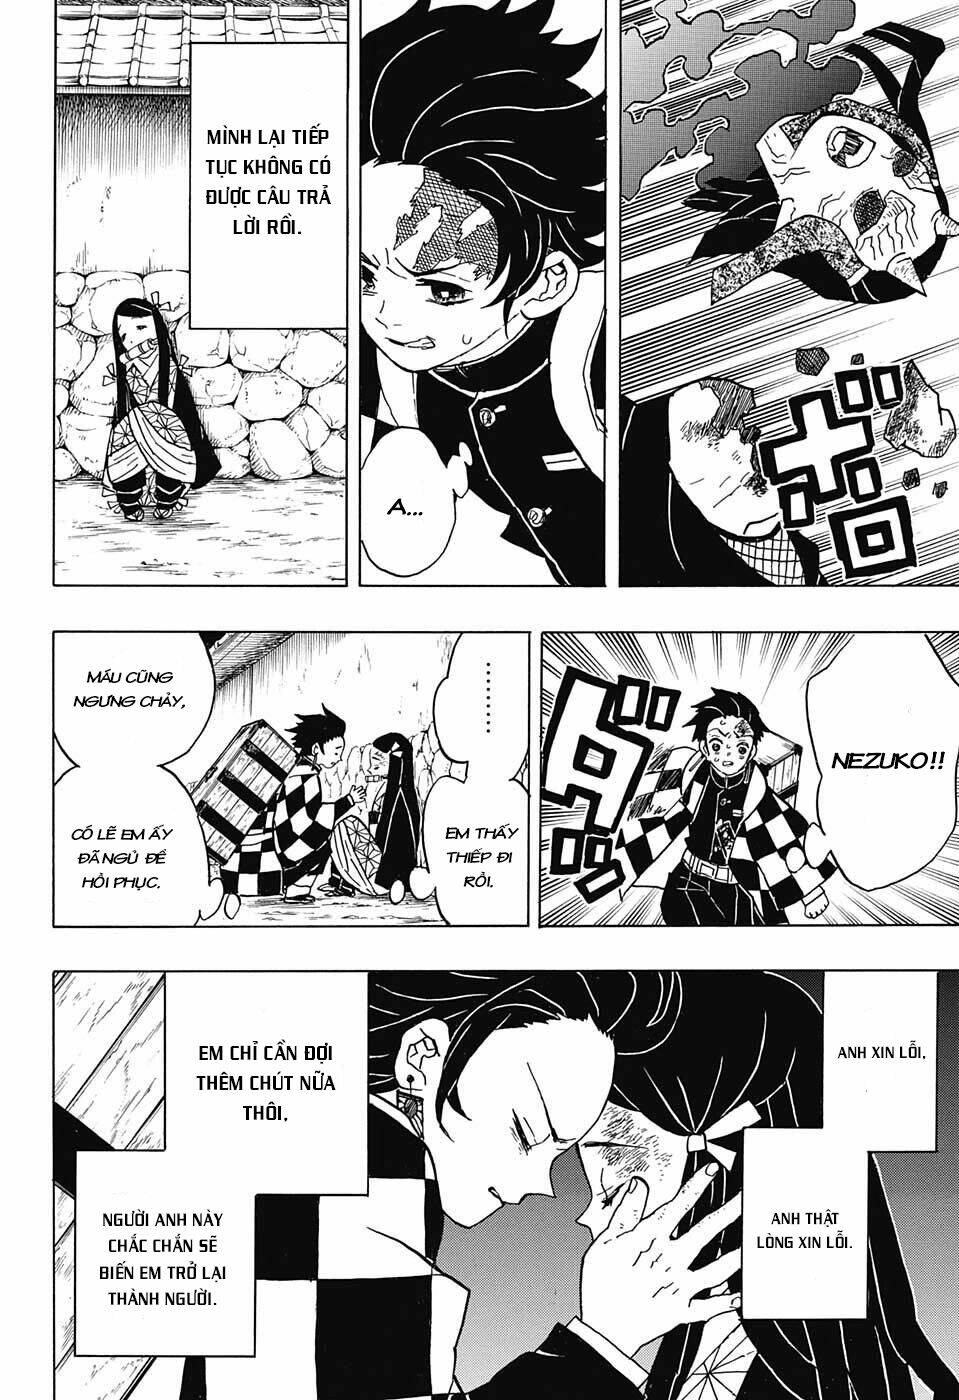 ボロッ
A...
MÌNH LẠI TIẾP
TỤC KHÔNG CÓ
ĐƯỢC CÂU TRẢ
LỜI RỒI.
NEZUKO!!
.........
EM THẤY
THIẾP ĐI
RỒI.
MÁU CŨNG
NGƯNG CHẢY,
CÓ LẼ EM ẤY
ĐÃ NGỦ ĐỂ
HỒI PHỤC.
ANH XIN LỖI,
ANH THẬT
LÒNG XIN LỖI.
EM CHỈ CẦN ĐỢI
THÊM CHÚT NỮA
THÔI,
NGƯỜI ANH NÀY
CHẮC CHẮN SẼ
BIẾN EM TRỞ LẠI
THÀNH NGƯỜI.